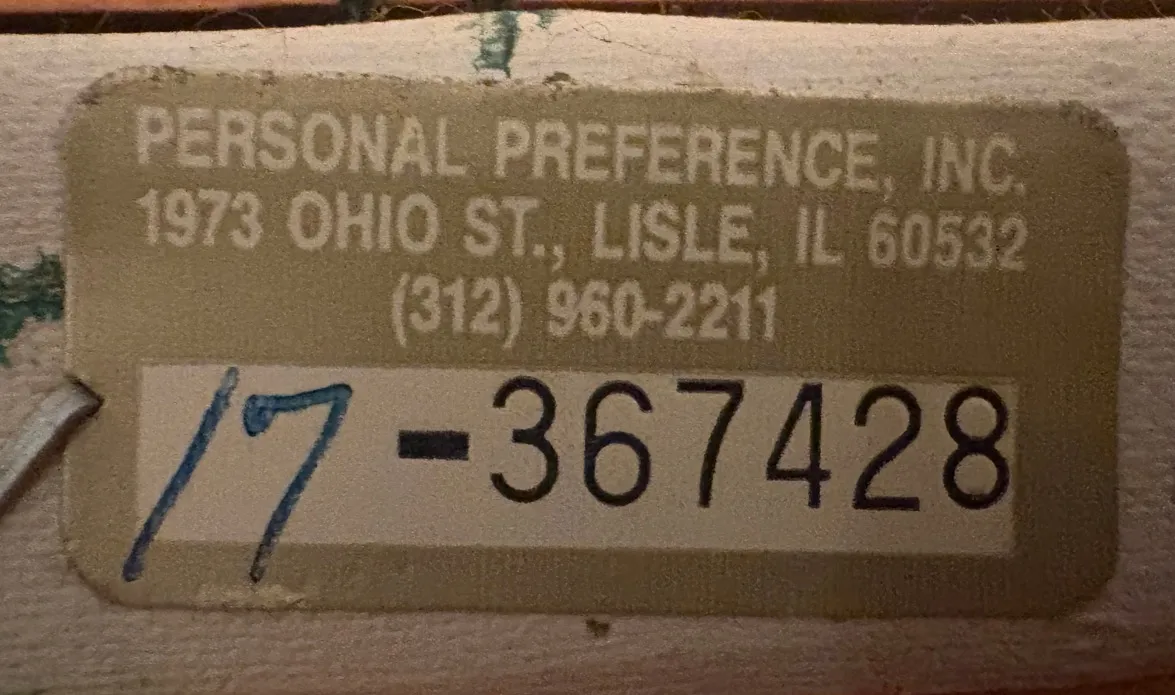 PERSONAL PREFERENCE, INC.
1973 OHIO ST., LISLE, IL 60532
(312) 960-2211
17-367428